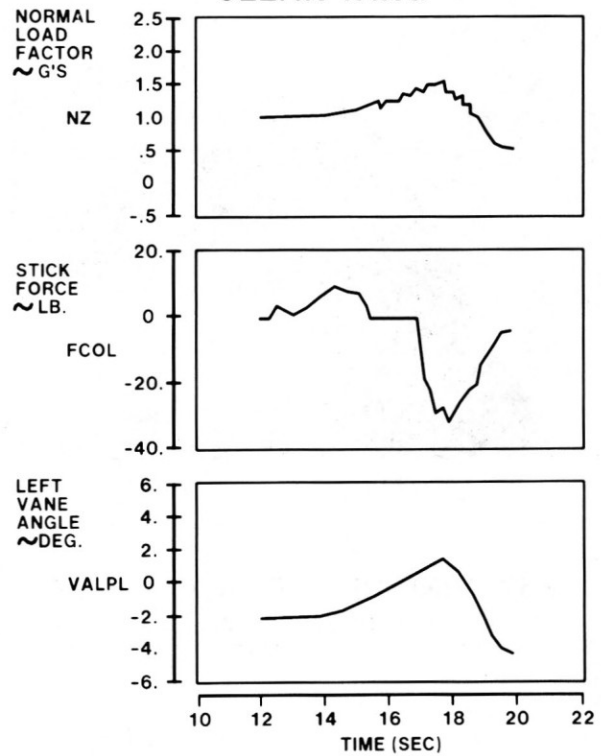 NORMAL
LOAD
FACTOR
~ G'S
NZ
2.5
2.0
1.5
1.0
.5
0
-.5
STICK
FORCE
~ LB.
FCOL
20.
0
-20.
-40.
LEFT
VANE
ANGLE
~DEG.
VALPL
6.
4.
2.
0
-2.
-4.
-6.
10 12 14 16 18 20 22
TIME (SEC)